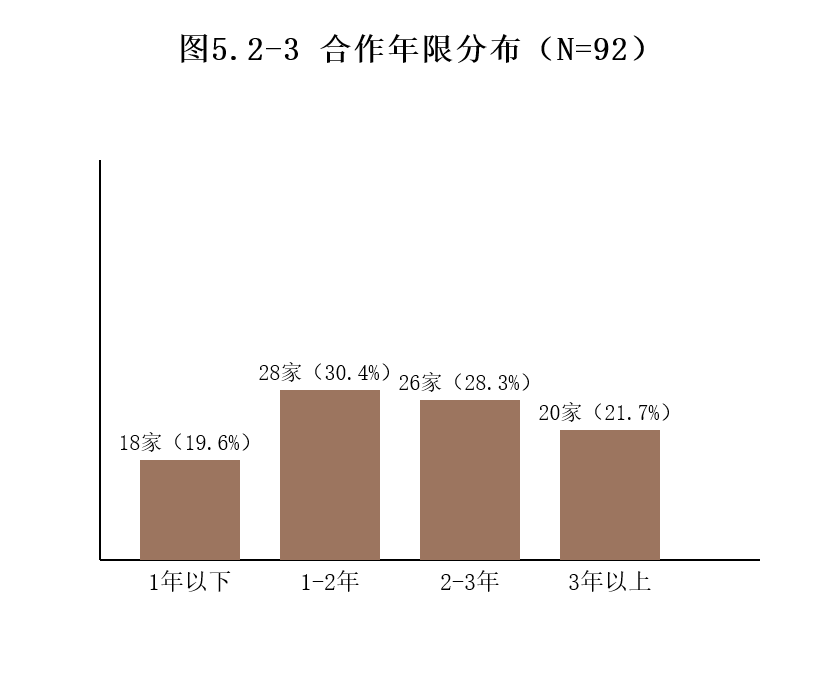 图5.2-3 合作年限分布（N=92）
28家（30.4%）
26家（28.3%）
20家（21.7%）
18家（19.6%）
1年以下
1-2年
2-3年
3年以上